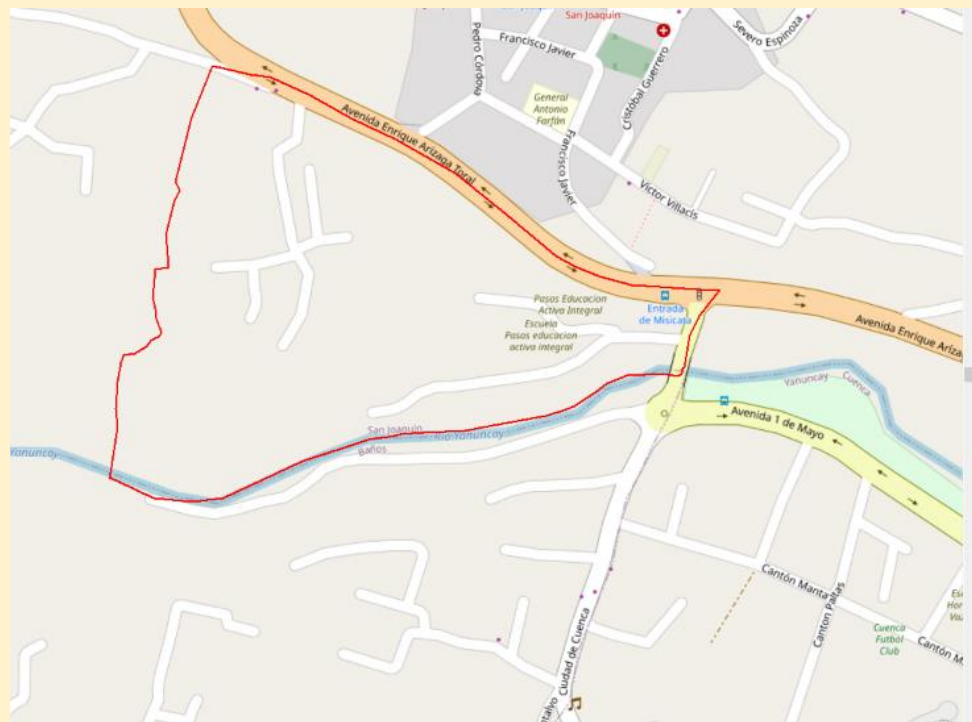 San Joaquín
Severo Espinoza
Francisco Javier
Pedro Córdova
Cristóbal Guerrero
General
Antonio
Farfán
Francisco Javier
Avenida Enrique Arízaga Toral
Víctor Villacís
Pasos Educacion
Activa Integral
Entrada
de Misicata
Escuela
Pasos educacion
activa integral
Avenida Enrique Arízaga
Yanuncay
Cuenca
Avenida 1 de Mayo
San Joaquín
Río Yanuncay
Baños
Yanuncay
Cantón Manta
Canton Paltas
Cuenca
Futbol
Club
Cantón M
Ciudad de Cuenca
ntalvo